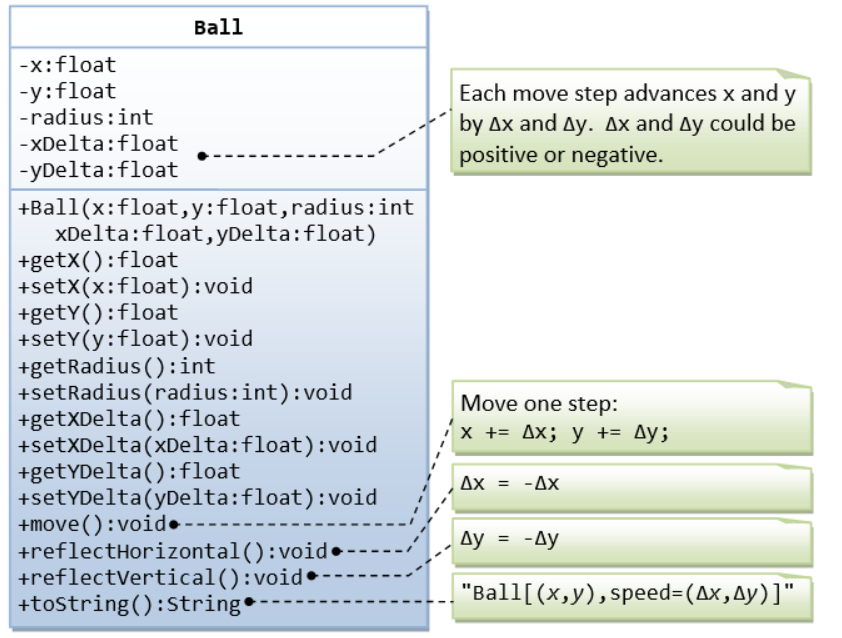 Ball
-x:float
-y:float
-radius:int
-xDelta:float
-yDelta:float
Each move step advances x and y
by Δx and Δy. Δx and Δy could be
positive or negative.
+Ball(x:float,y:float,radius:int
xDelta:float,yDelta:float)
+getX():float
+setX(x:float):void
+getY():float
+setY(y:float):void
+getRadius():int
+setRadius(radius:int):void
+getXDelta():float
+setXDelta(xDelta:float):void
+getYDelta():float
+setYDelta(yDelta:float):void
+move():void
+reflectHorizontal():void
+reflectVertical():void
+toString():String
Move one step:
x += Δx; y += Δy;
Δx = -Δx
Δy = -Δy
"Ball[(x,y),speed=(Δx,Δy)]"